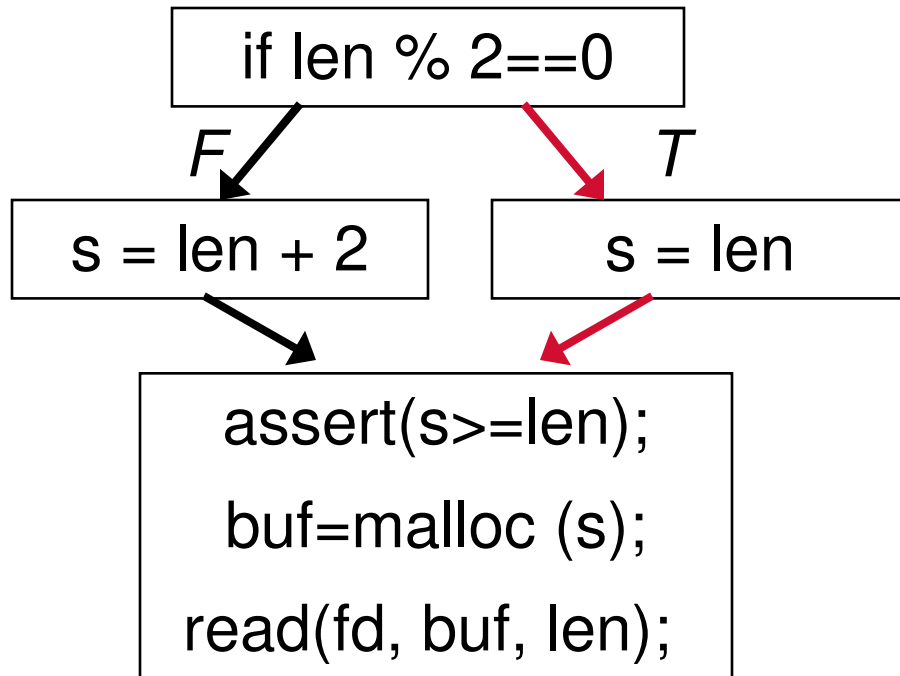 if len % 2==0
F
T
s = len + 2
s = len
assert(s>=len);
buf=malloc (s);
read(fd, buf, len);